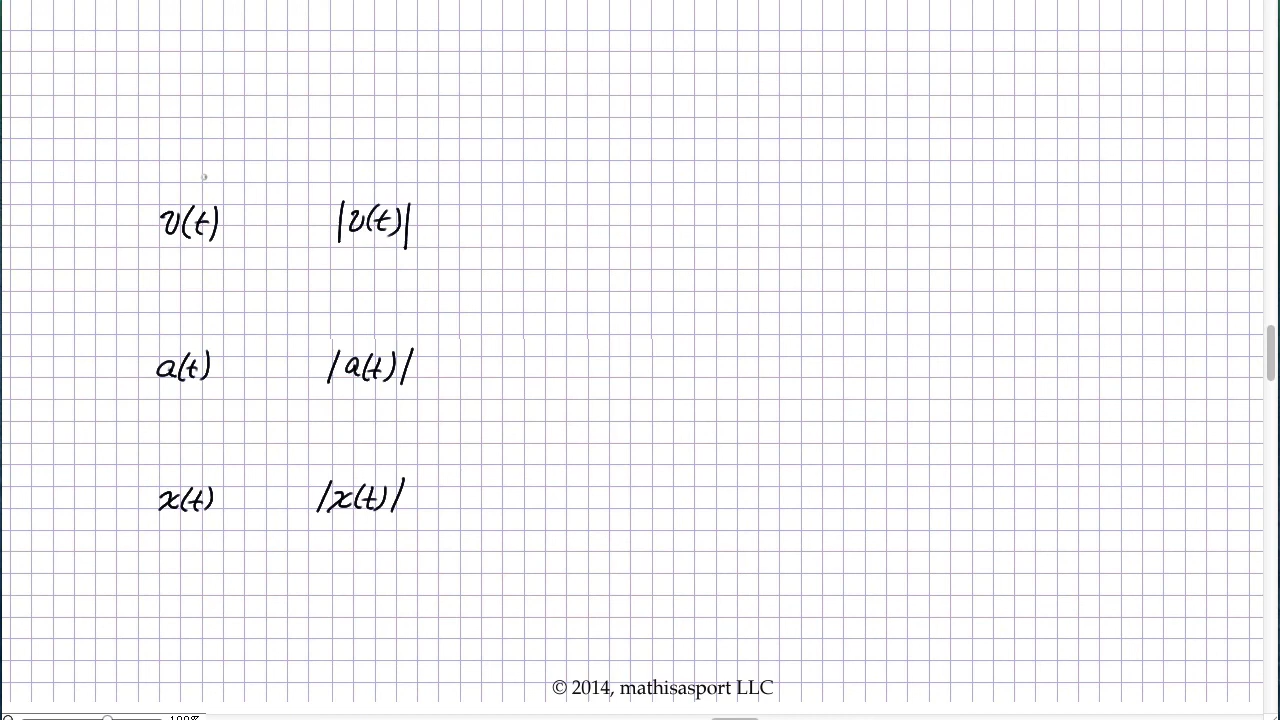 v(t) |v(t)|
a(t) |a(t)|
x(t) |x(t)|
© 2014, mathisasport LLC